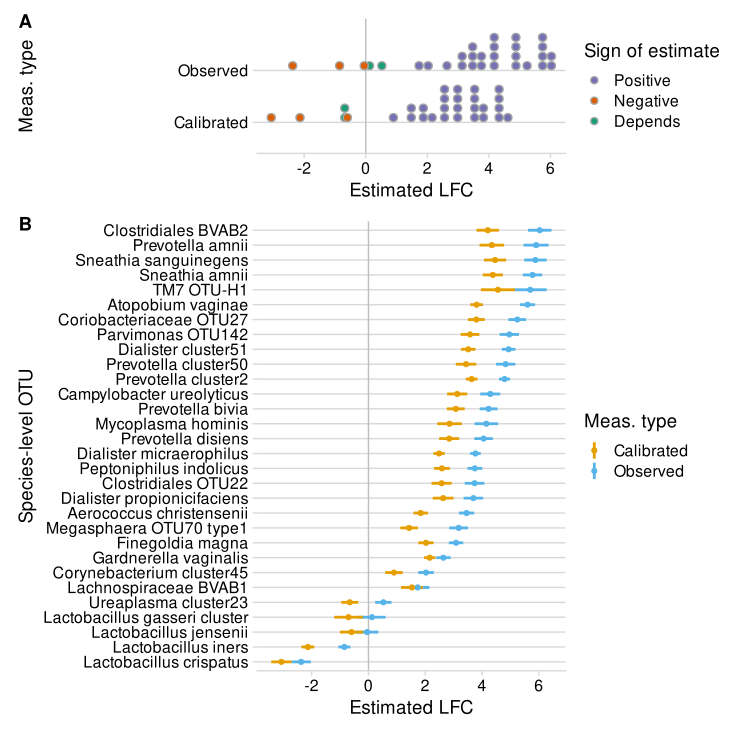 A
Meas. type
Observed
Calibrated
-2 0 2 4 6
Estimated LFC
Sign of estimate
Positive
Negative
Depends
B
Species-level OTU
Clostridiales BVAB2
Prevotella amnii
Sneathia sanguinegens
Sneathia amnii
TM7 OTU-H1
Atopobium vaginae
Coriobacteriaceae OTU27
Parvimonas OTU142
Dialister cluster51
Prevotella cluster50
Prevotella cluster2
Campylobacter ureolyticus
Prevotella bivia
Mycoplasma hominis
Prevotella disiens
Dialister micraerophilus
Peptoniphilus indolicus
Clostridiales OTU22
Dialister propionicifaciens
Aerococcus christensenii
Megasphaera OTU70 type1
Finegoldia magna
Gardnerella vaginalis
Corynebacterium cluster45
Lachnospiraceae BVAB1
Ureaplasma cluster23
Lactobacillus gasseri cluster
Lactobacillus jensenii
Lactobacillus iners
Lactobacillus crispatus
-2 0 2 4 6
Estimated LFC
Meas. type
Calibrated
Observed